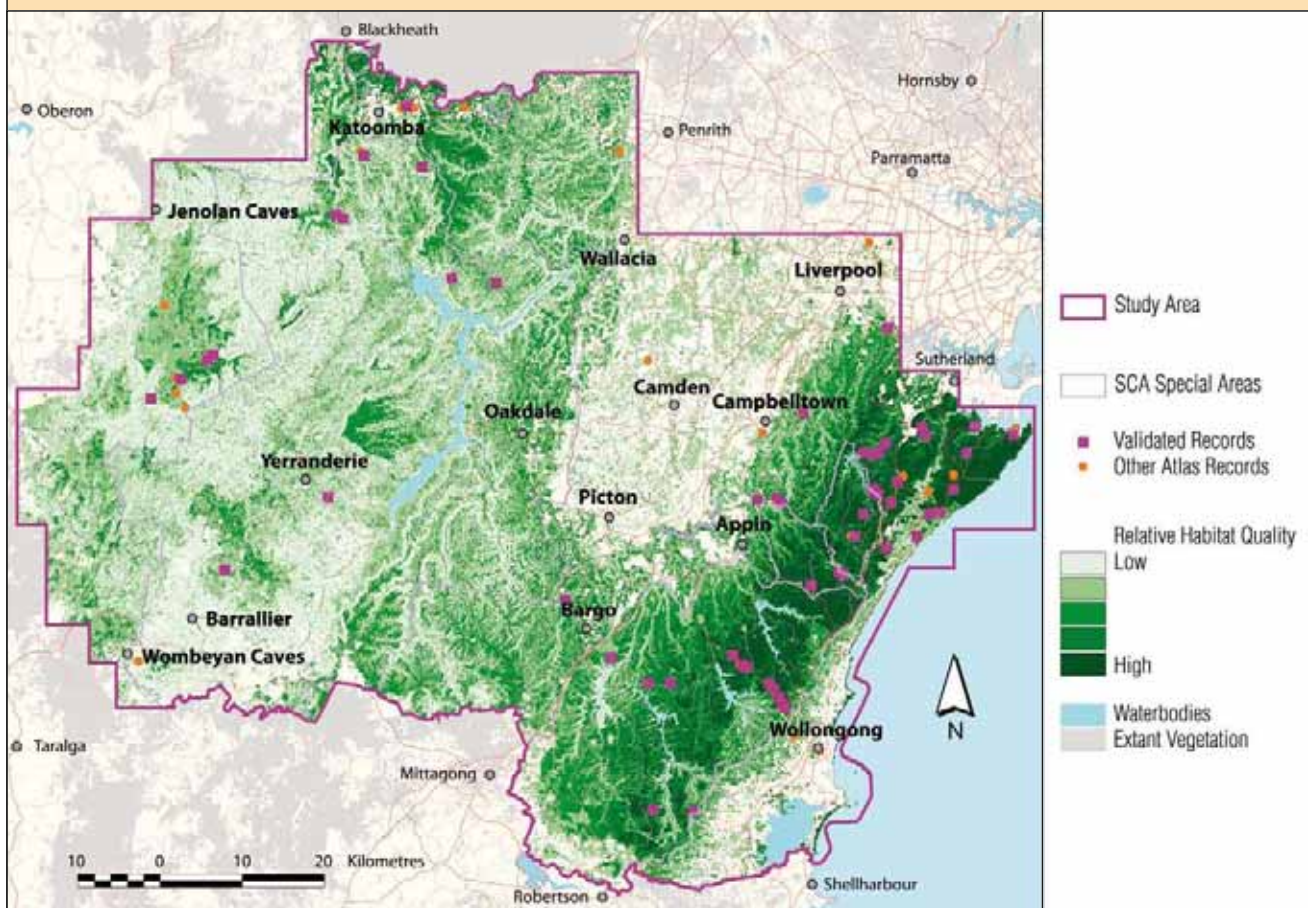 Blackheath
Hornsby
Oberon
Katoomba
Penrith
Parramatta
Jenolan Caves
Wallacia
Liverpool
Study Area
Sutherland
SCA Special Areas
Camden
Campbelltown
Oakdale
Validated Records
Other Atlas Records
Yerranderie
Picton
Appin
Relative Habitat Quality
Low
Bargo
Barrallier
Wombeyan Caves
High
N
Waterbodies
Wollongong
Extant Vegetation
Taralga
Mittagong
10 0 10 20 Kilometres
Shellharbour
Robertson